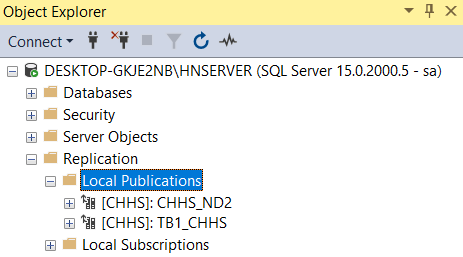 Object Explorer
Connect
DESKTOP-GKJE2NB\HNSERVER (SQL Server 15.0.2000.5 - sa)
Databases
Security
Server Objects
Replication
Local Publications
[CHHS]: CHHS_ND2
[CHHS]: TB1_CHHS
Local Subscriptions